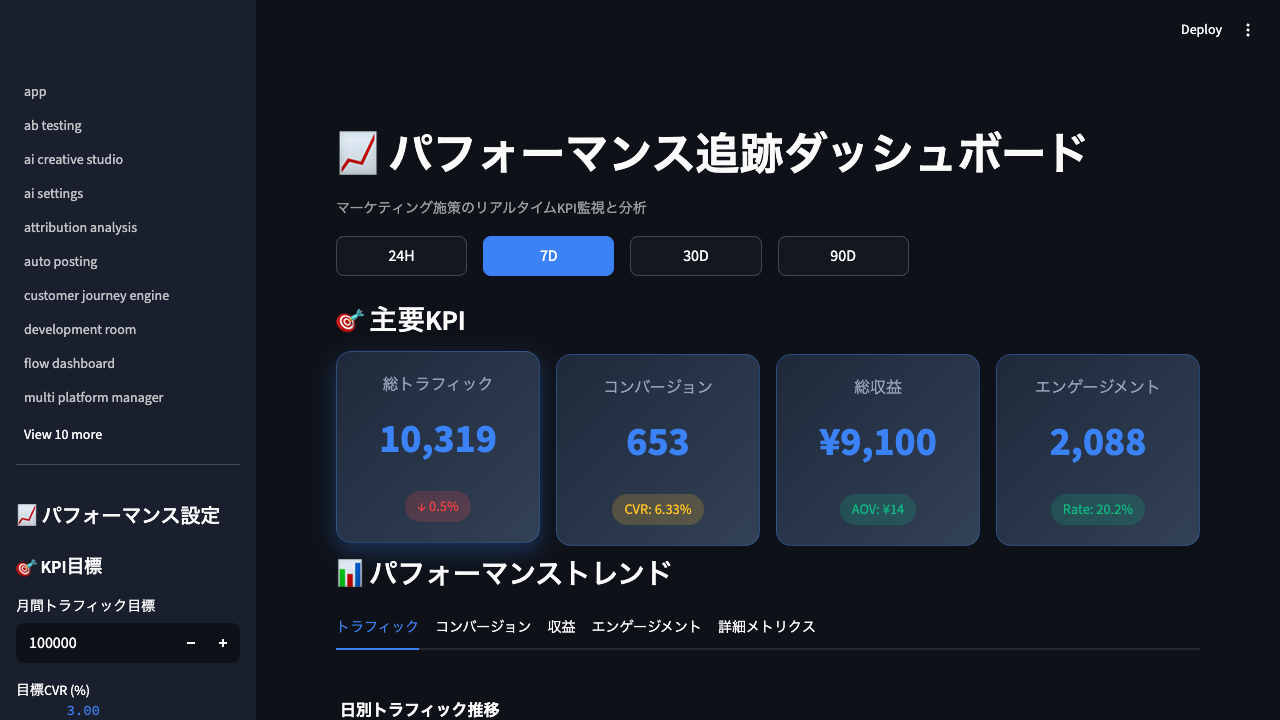 Deploy
app
ab testing
ai creative studio
ai settings
attribution analysis
auto posting
customer journey engine
development room
flow dashboard
multi platform manager
View 10 more
📈 パフォーマンス設定
🎯 KPI目標
月間トラフィック目標
100000
目標CVR (%)
3.00
📈 パフォーマンス追跡ダッシュボード
マーケティング施策のリアルタイムKPI監視と分析
24H 7D 30D 90D
🎯 主要KPI
総トラフィック
10,319
↓ 0.5%
コンバージョン
653
CVR: 6.33%
総収益
¥9,100
AOV: ¥14
エンゲージメント
2,088
Rate: 20.2%
📊 パフォーマンストレンド
トラフィック コンバージョン 収益 エンゲージメント 詳細メトリクス
日別トラフィック推移